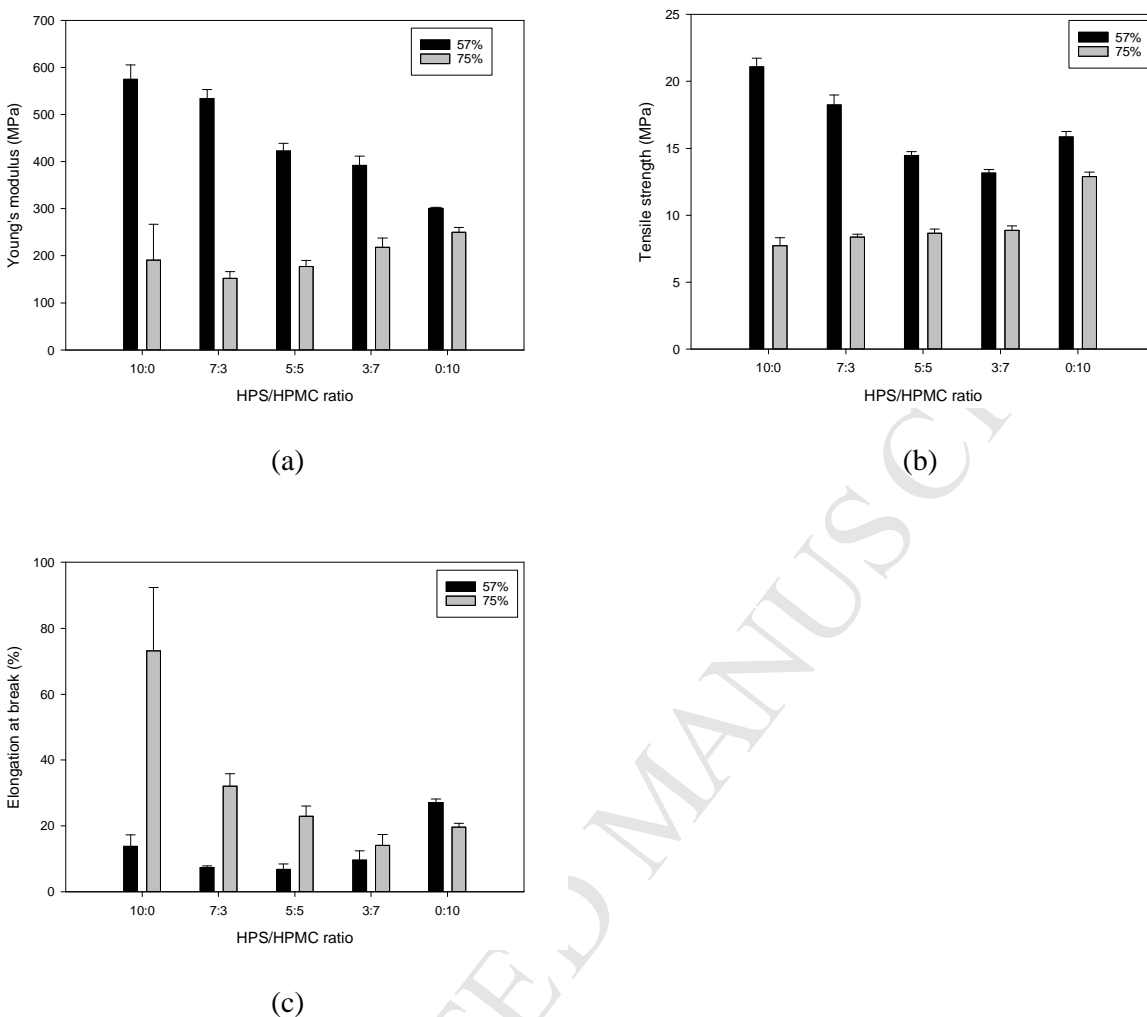 700
600
500
400
300
200
100
0
Young's modulus (MPa)
57%
75%
10:0 7:3 5:5 3:7 0:10
HPS/HPMC ratio
(a)
25
20
15
10
5
0
Tensile strength (MPa)
57%
75%
10:0 7:3 5:5 3:7 0:10
HPS/HPMC ratio
(b)
100
80
60
40
20
0
Elongation at break (%)
57%
75%
10:0 7:3 5:5 3:7 0:10
HPS/HPMC ratio
(c)